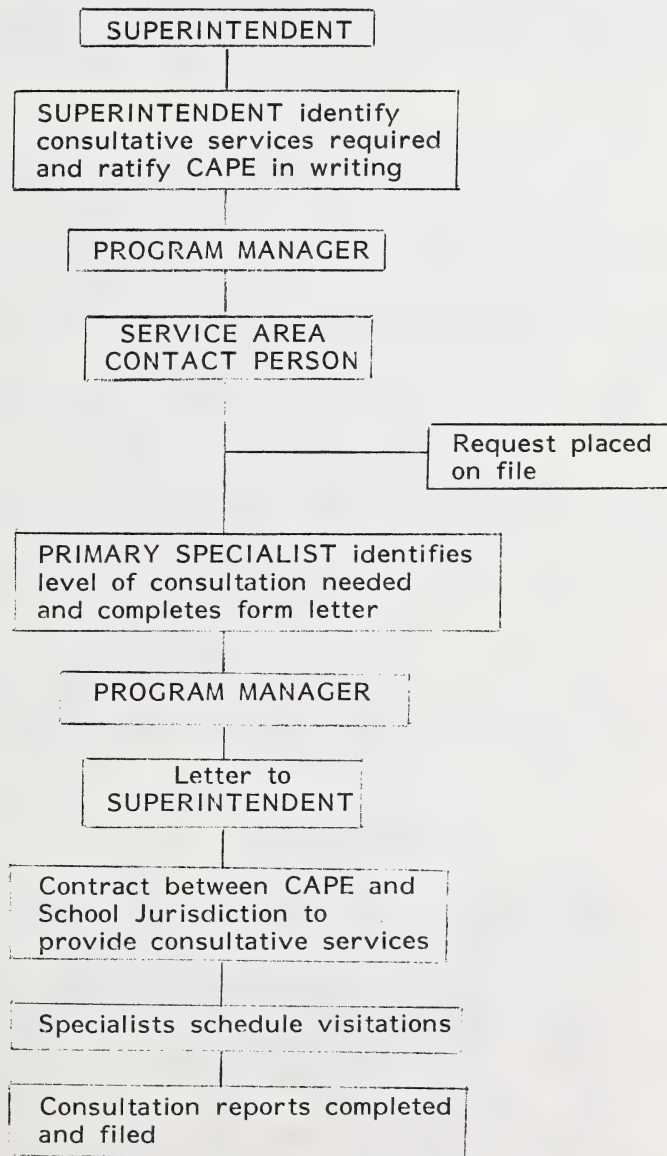 SUPERINTENDENT
SUPERINTENDENT identify
consultative services required
and ratify CAPE in writing
PROGRAM MANAGER
SERVICE AREA
CONTACT PERSON
Request placed
on file
PRIMARY SPECIALIST identifies
level of consultation needed
and completes form letter
PROGRAM MANAGER
Letter to
SUPERINTENDENT
Contract between CAPE and
School Jurisdiction to
provide consultative services
Specialists schedule visitations
Consultation reports completed
and filed